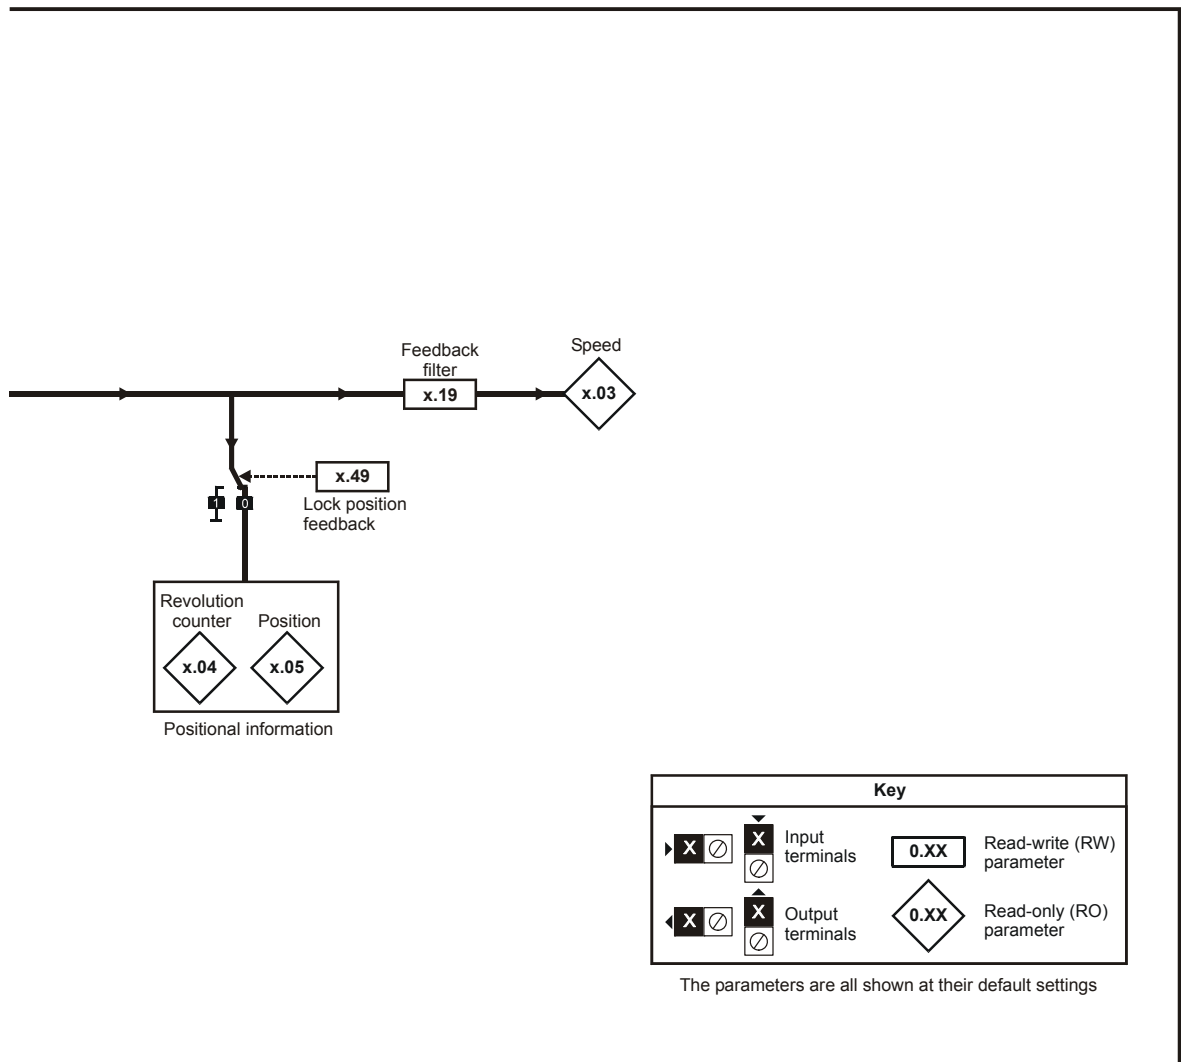 Feedback
filter
x.19
Speed
x.03
x.49
Lock position
feedback
1 0
Revolution
counter
Position
x.04
x.05
Positional information
Key
X
X
Input
terminals
0.XX
Read-write (RW)
parameter
X
X
Output
terminals
0.XX
Read-only (RO)
parameter
The parameters are all shown at their default settings